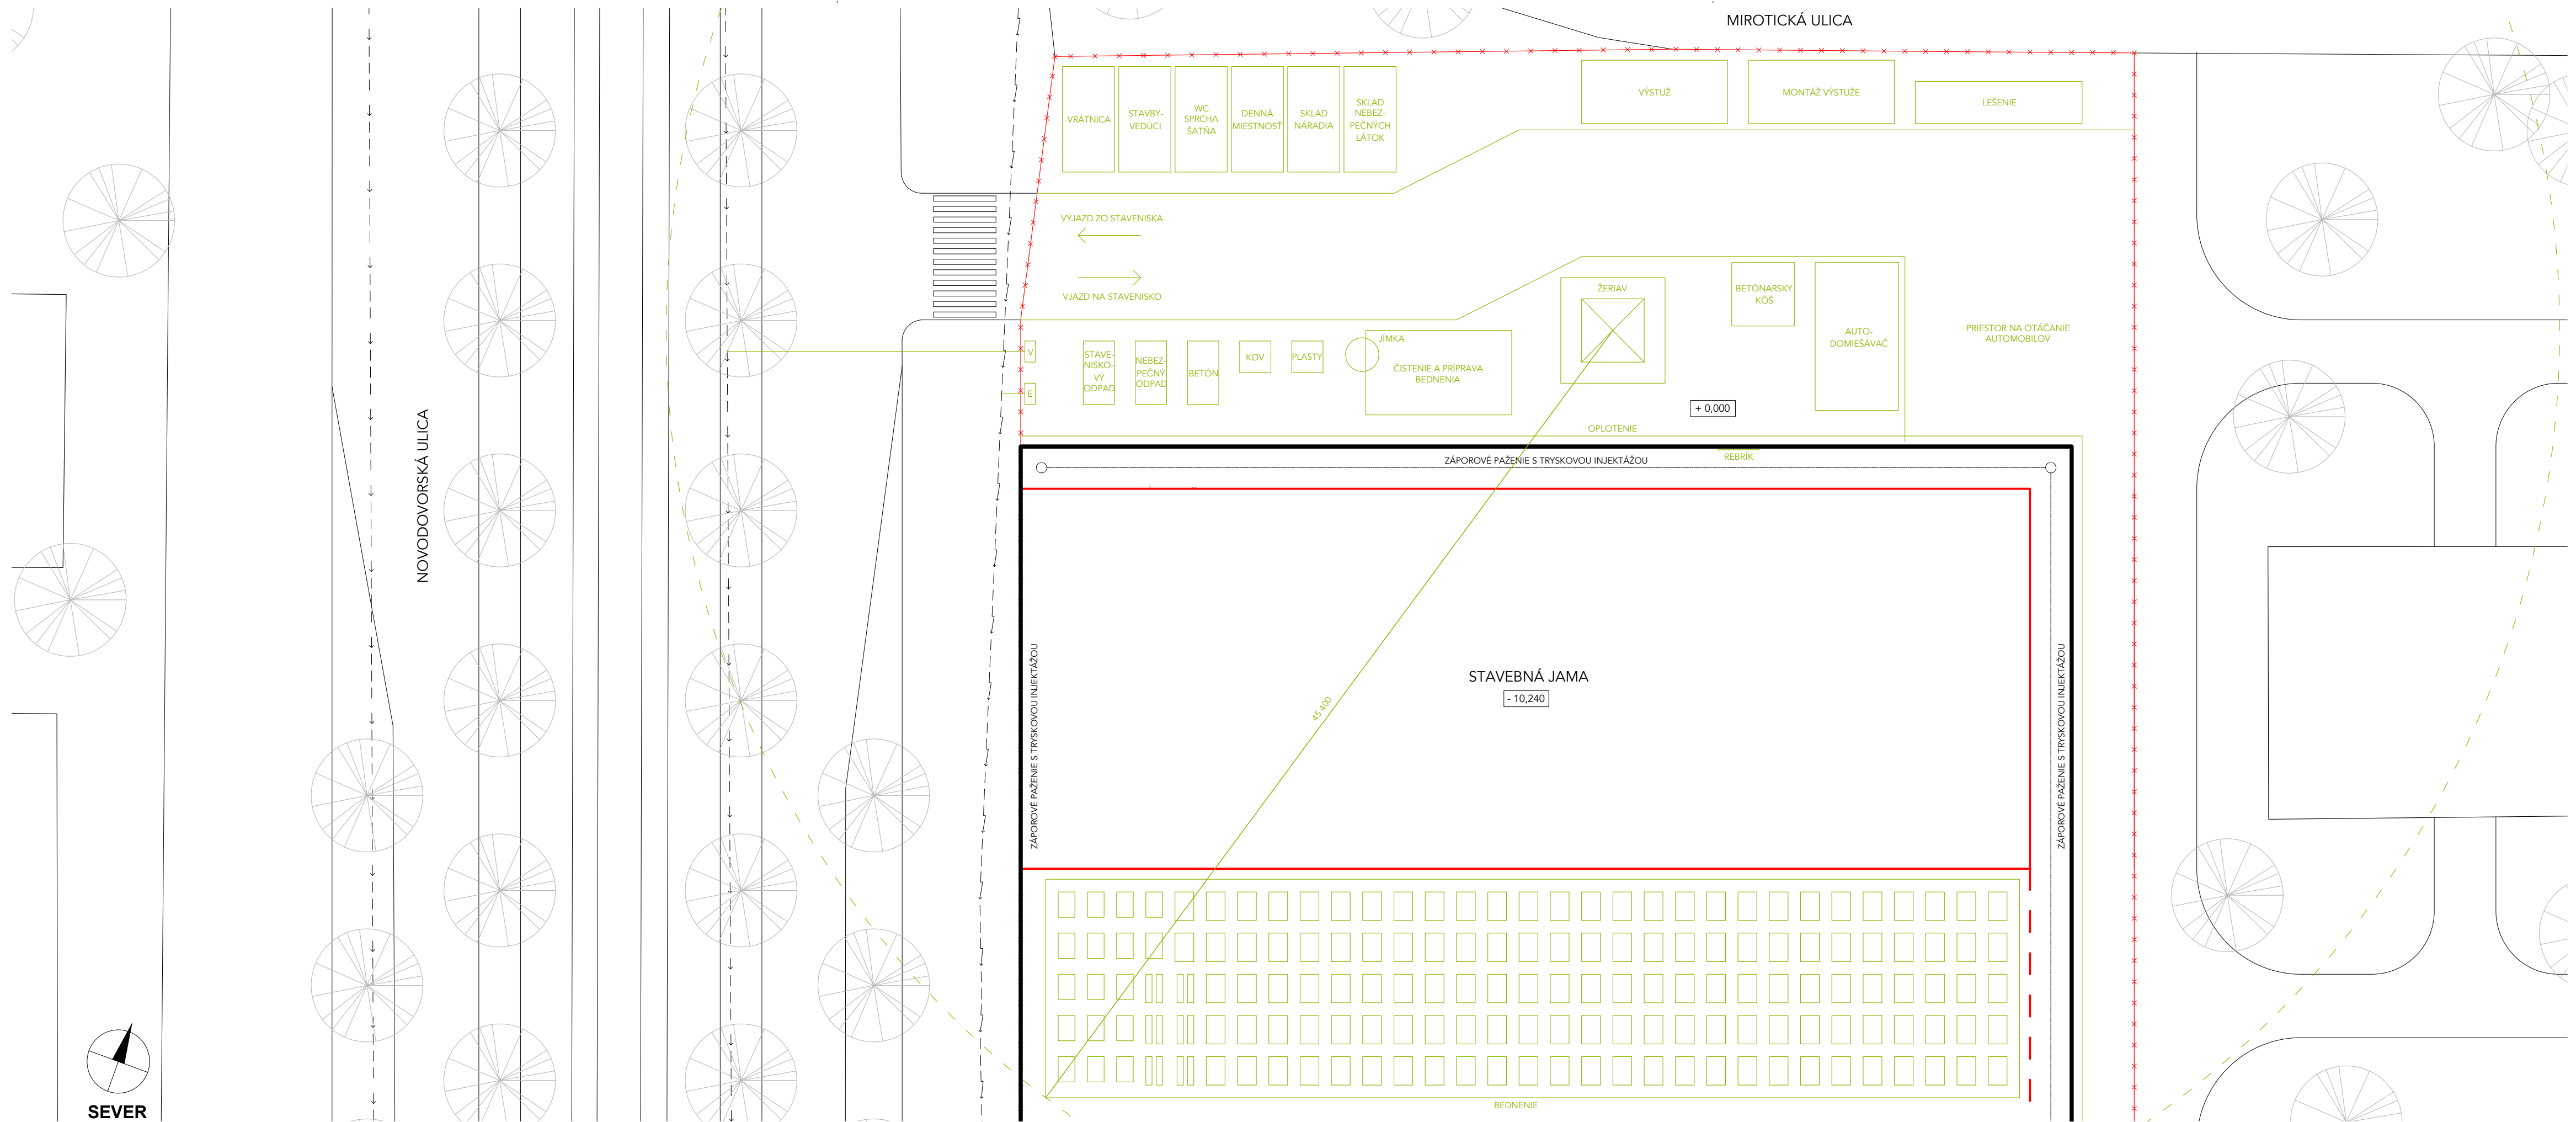 MIROTICKÁ ULICA
VRÁTNICA
STAVBY-
VEDÚCI
WC
SPRCHA
ŠATŇA
DENNÁ
MIESTNOSŤ
SKLAD
NÁRADIA
SKLAD
NEBEZ-
PEČNÝCH
LÁTOK
VÝSTUŽ
MONTÁŽ VÝSTUŽE
LEŠENIE
VÝJAZD ZO STAVENISKA
VJAZD NA STAVENISKO
ŽERIAV
BETÓNARSKY
KÔŠ
AUTO-
DOMIEŠÁVAČ
PRIESTOR NA OTÁČANIE
AUTOMOBILOV
V
E
STAVE-
NISKO-
VÝ
ODPAD
NEBEZ-
PEČNÝ
ODPAD
BETÓN
KOV
PLASTY
JÍMKA
ČISTENIE A PRÍPRAVA
BEDNENIA
+ 0,000
OPLOTENIE
REBRÍK
ZÁPOROVÉ PAŽENIE S TRYSKOVOU INJEKTÁŽOU
NOVODOVORSKÁ ULICA
ZÁPOROVÉ PAŽENIE S TRYSKOVOU INJEKTÁŽOU
STAVEBNÁ JAMA
- 10,240
45 400
ZÁPOROVÉ PAŽENIE S TRYSKOVOU INJEKTÁŽOU
BEDNENIE
SEVER